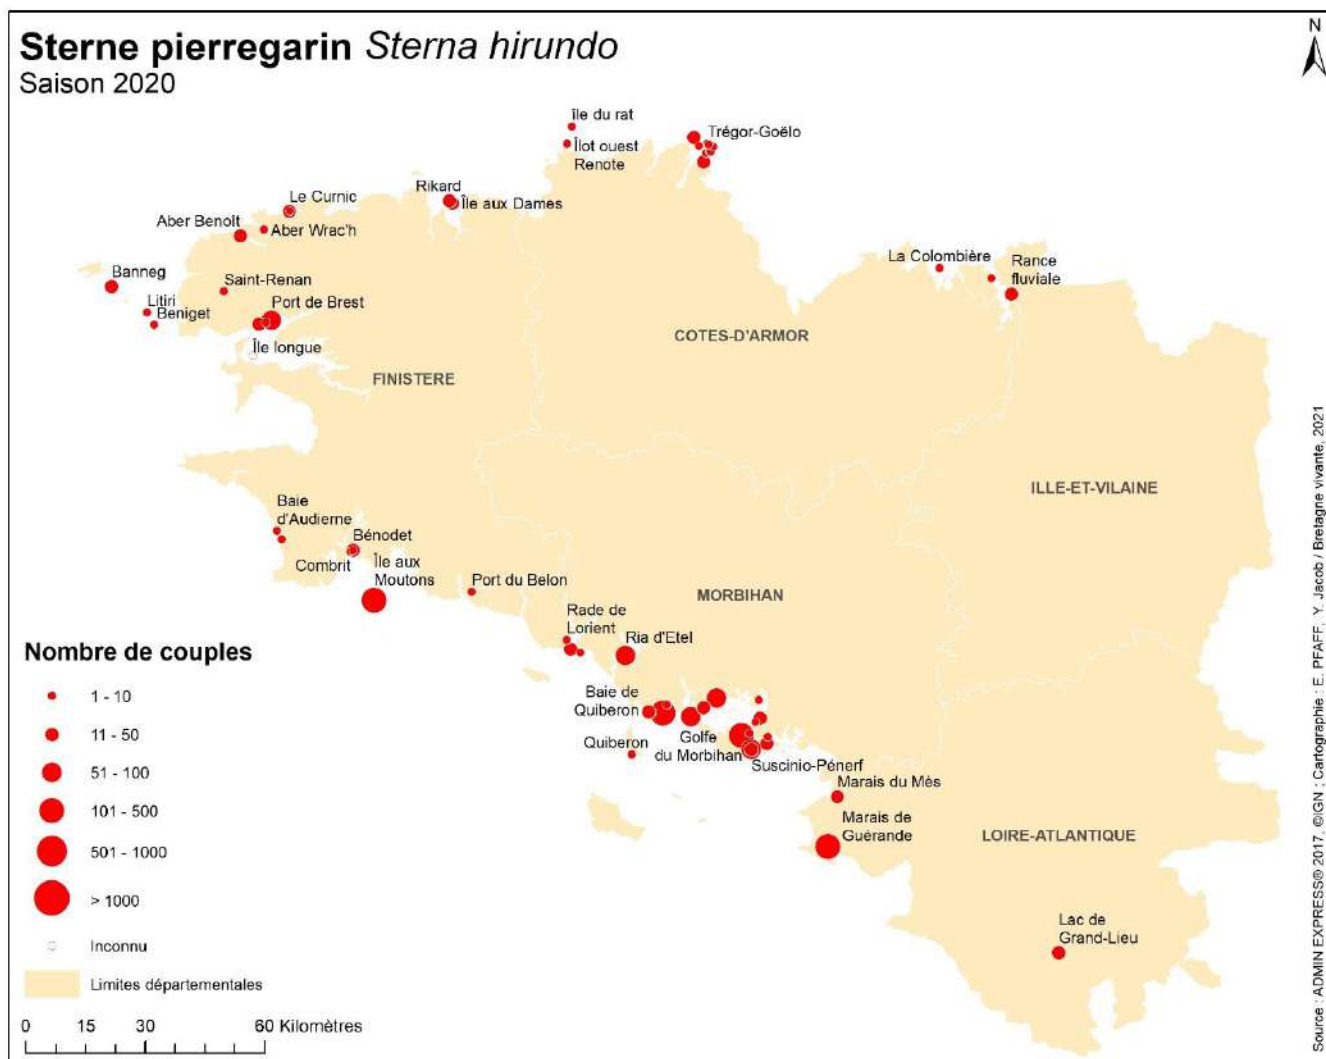 Sterne pierregarin Sterna hirundo
Saison 2020
N
île du rat
Îlot ouest
Renote
Trégor-Goëlo
Rikard
Île aux Dames
Le Curnic
Aber Benoît
Aber Wrac'h
Banneg
Saint-Renan
Litiri
Beniget
Port de Brest
Île longue
La Colombière
Rance
fluviale
COTES-D'ARMOR
FINISTERE
ILLE-ET-VILAINE
Baie
d'Audierne
Bénodet
Combrit
Île aux
Moutons
Port du Belon
MORBIHAN
Rade de
Lorient
Ria d'Etel
Baie de
Quiberon
Quiberon
Golfe
du Morbihan
Suscinio-Pénerf
Marais du Mès
Marais de
Guérande
LOIRE-ATLANTIQUE
Lac de
Grand-Lieu
Nombre de couples
1 - 10
11 - 50
51 - 100
101 - 500
501 - 1000
> 1000
Inconnu
Limites départementales
0 15 30 60 Kilomètres
Source : ADMIN EXPRESS® 2017, ©IGN ; Cartographie : E. PFAFF, Y. Jacob / Bretagne vivante, 2021